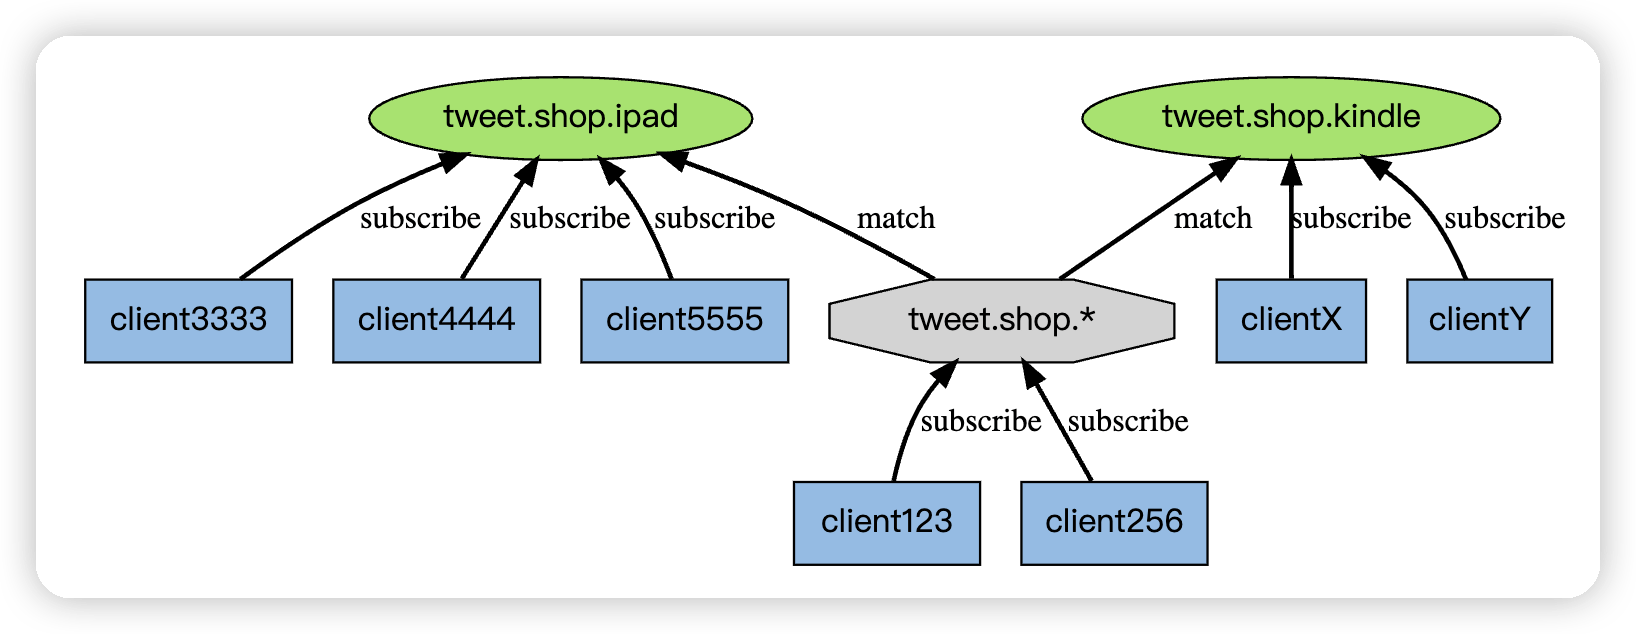 tweet.shop.ipad
tweet.shop.kindle
subscribe
subscribe
subscribe
match
match
subscribe
subscribe
client3333
client4444
client5555
tweet.shop.*
clientX
clientY
subscribe
subscribe
client123
client256